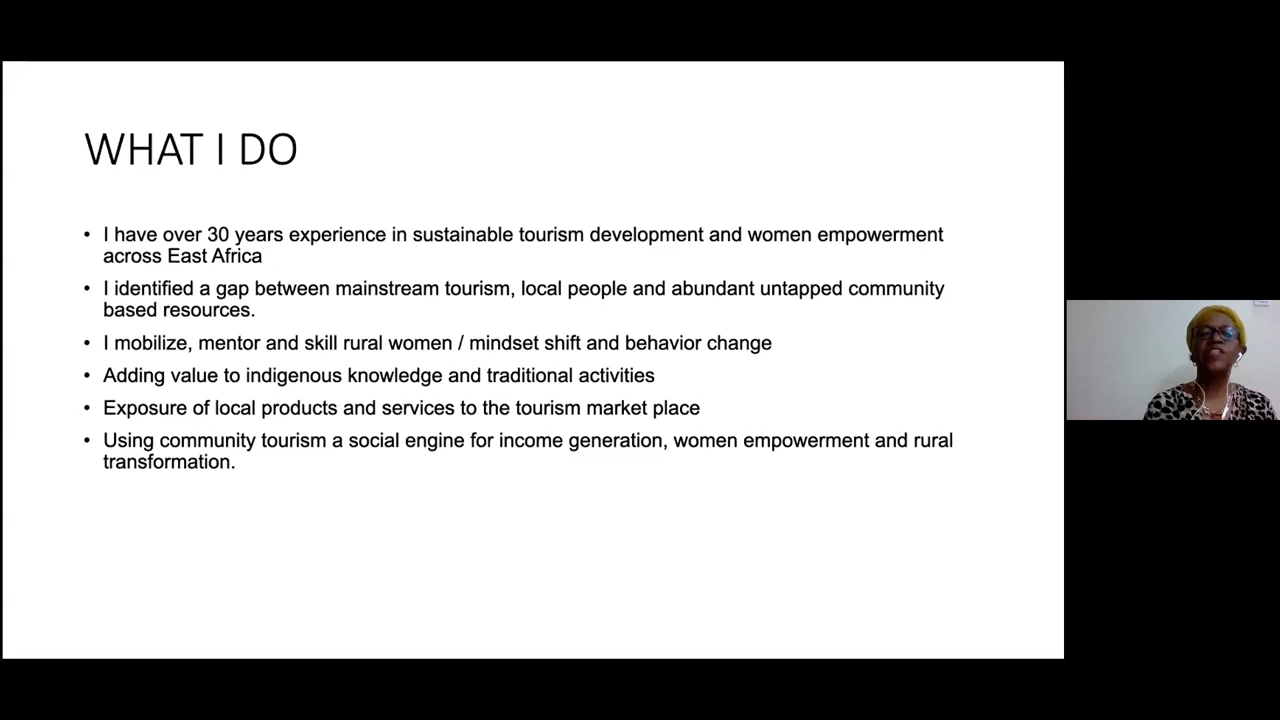 WHAT I DO
• I have over 30 years experience in sustainable tourism development and women empowerment
across East Africa
• I identified a gap between mainstream tourism, local people and abundant untapped community
based resources.
• I mobilize, mentor and skill rural women / mindset shift and behavior change
• Adding value to indigenous knowledge and traditional activities
• Exposure of local products and services to the tourism market place
• Using community tourism a social engine for income generation, women empowerment and rural
transformation.